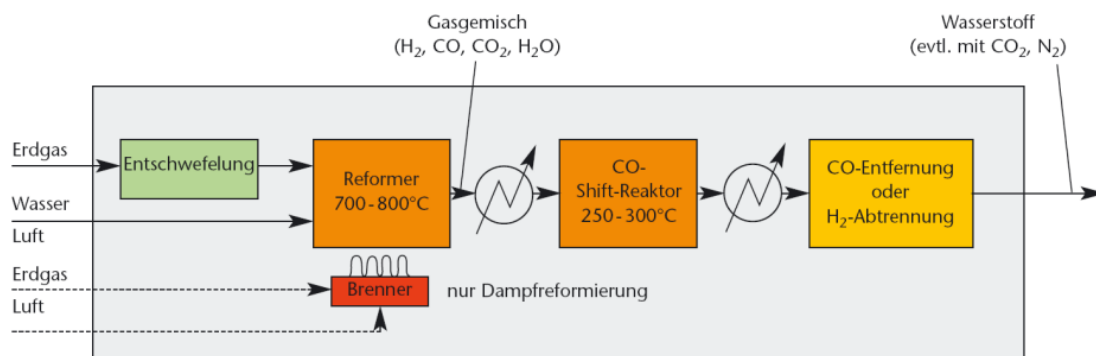 Gasgemisch
(H₂, CO, CO₂, H₂O)
Wasserstoff
(evtl. mit CO₂, N₂)
Erdgas
Entschwefelung
Reformer
700 - 800°C
CO-
Shift-Reaktor
250 - 300°C
CO-Entfernung
oder
H₂-Abtrennung
Wasser
Luft
Erdgas
Luft
Brenner
nur Dampfreformierung